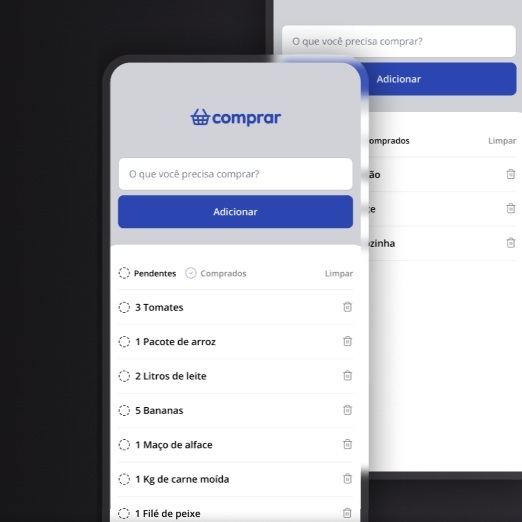 comprar
O que você precisa comprar?
Adicionar
Pendentes Comprados Limpar
3 Tomates
1 Pacote de arroz
2 Litros de leite
5 Bananas
1 Maço de alface
1 Kg de carne moída
1 Filé de peixe
O que você precisa comprar?
Adicionar
omprados Limpar
ão
te
ozinha